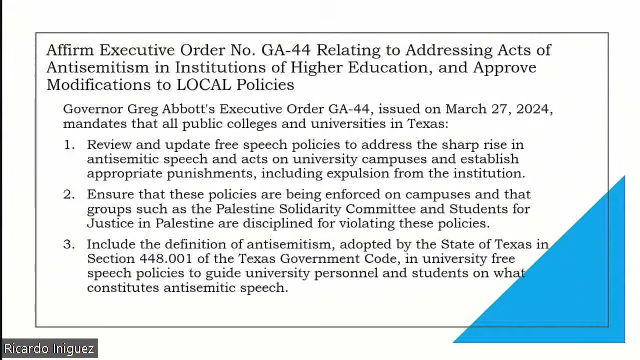 Affirm Executive Order No. GA-44 Relating to Addressing Acts of
Antisemitism in Institutions of Higher Education, and Approve
Modifications to LOCAL Policies
Governor Greg Abbott's Executive Order GA-44, issued on March 27, 2024,
mandates that all public colleges and universities in Texas:
1. Review and update free speech policies to address the sharp rise in
antisemitic speech and acts on university campuses and establish
appropriate punishments, including expulsion from the institution.
2. Ensure that these policies are being enforced on campuses and that
groups such as the Palestine Solidarity Committee and Students for
Justice in Palestine are disciplined for violating these policies.
3. Include the definition of antisemitism, adopted by the State of Texas in
Section 448.001 of the Texas Government Code, in university free
speech policies to guide university personnel and students on what
constitutes antisemitic speech.
Ricardo Iniguez